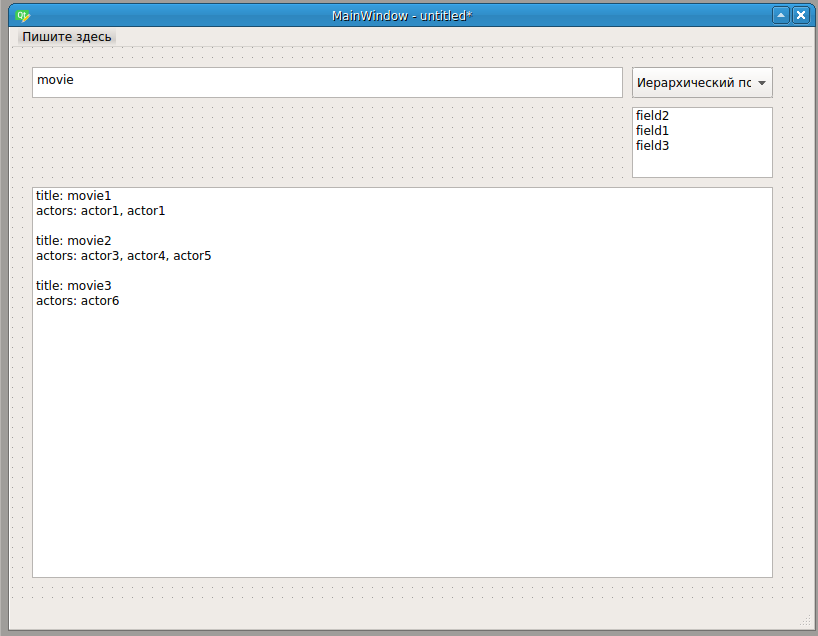 MainWindow - untitled*
Пишите здесь
movie
Иерархический пс
field2
field1
field3
title: movie1
actors: actor1, actor1
title: movie2
actors: actor3, actor4, actor5
title: movie3
actors: actor6